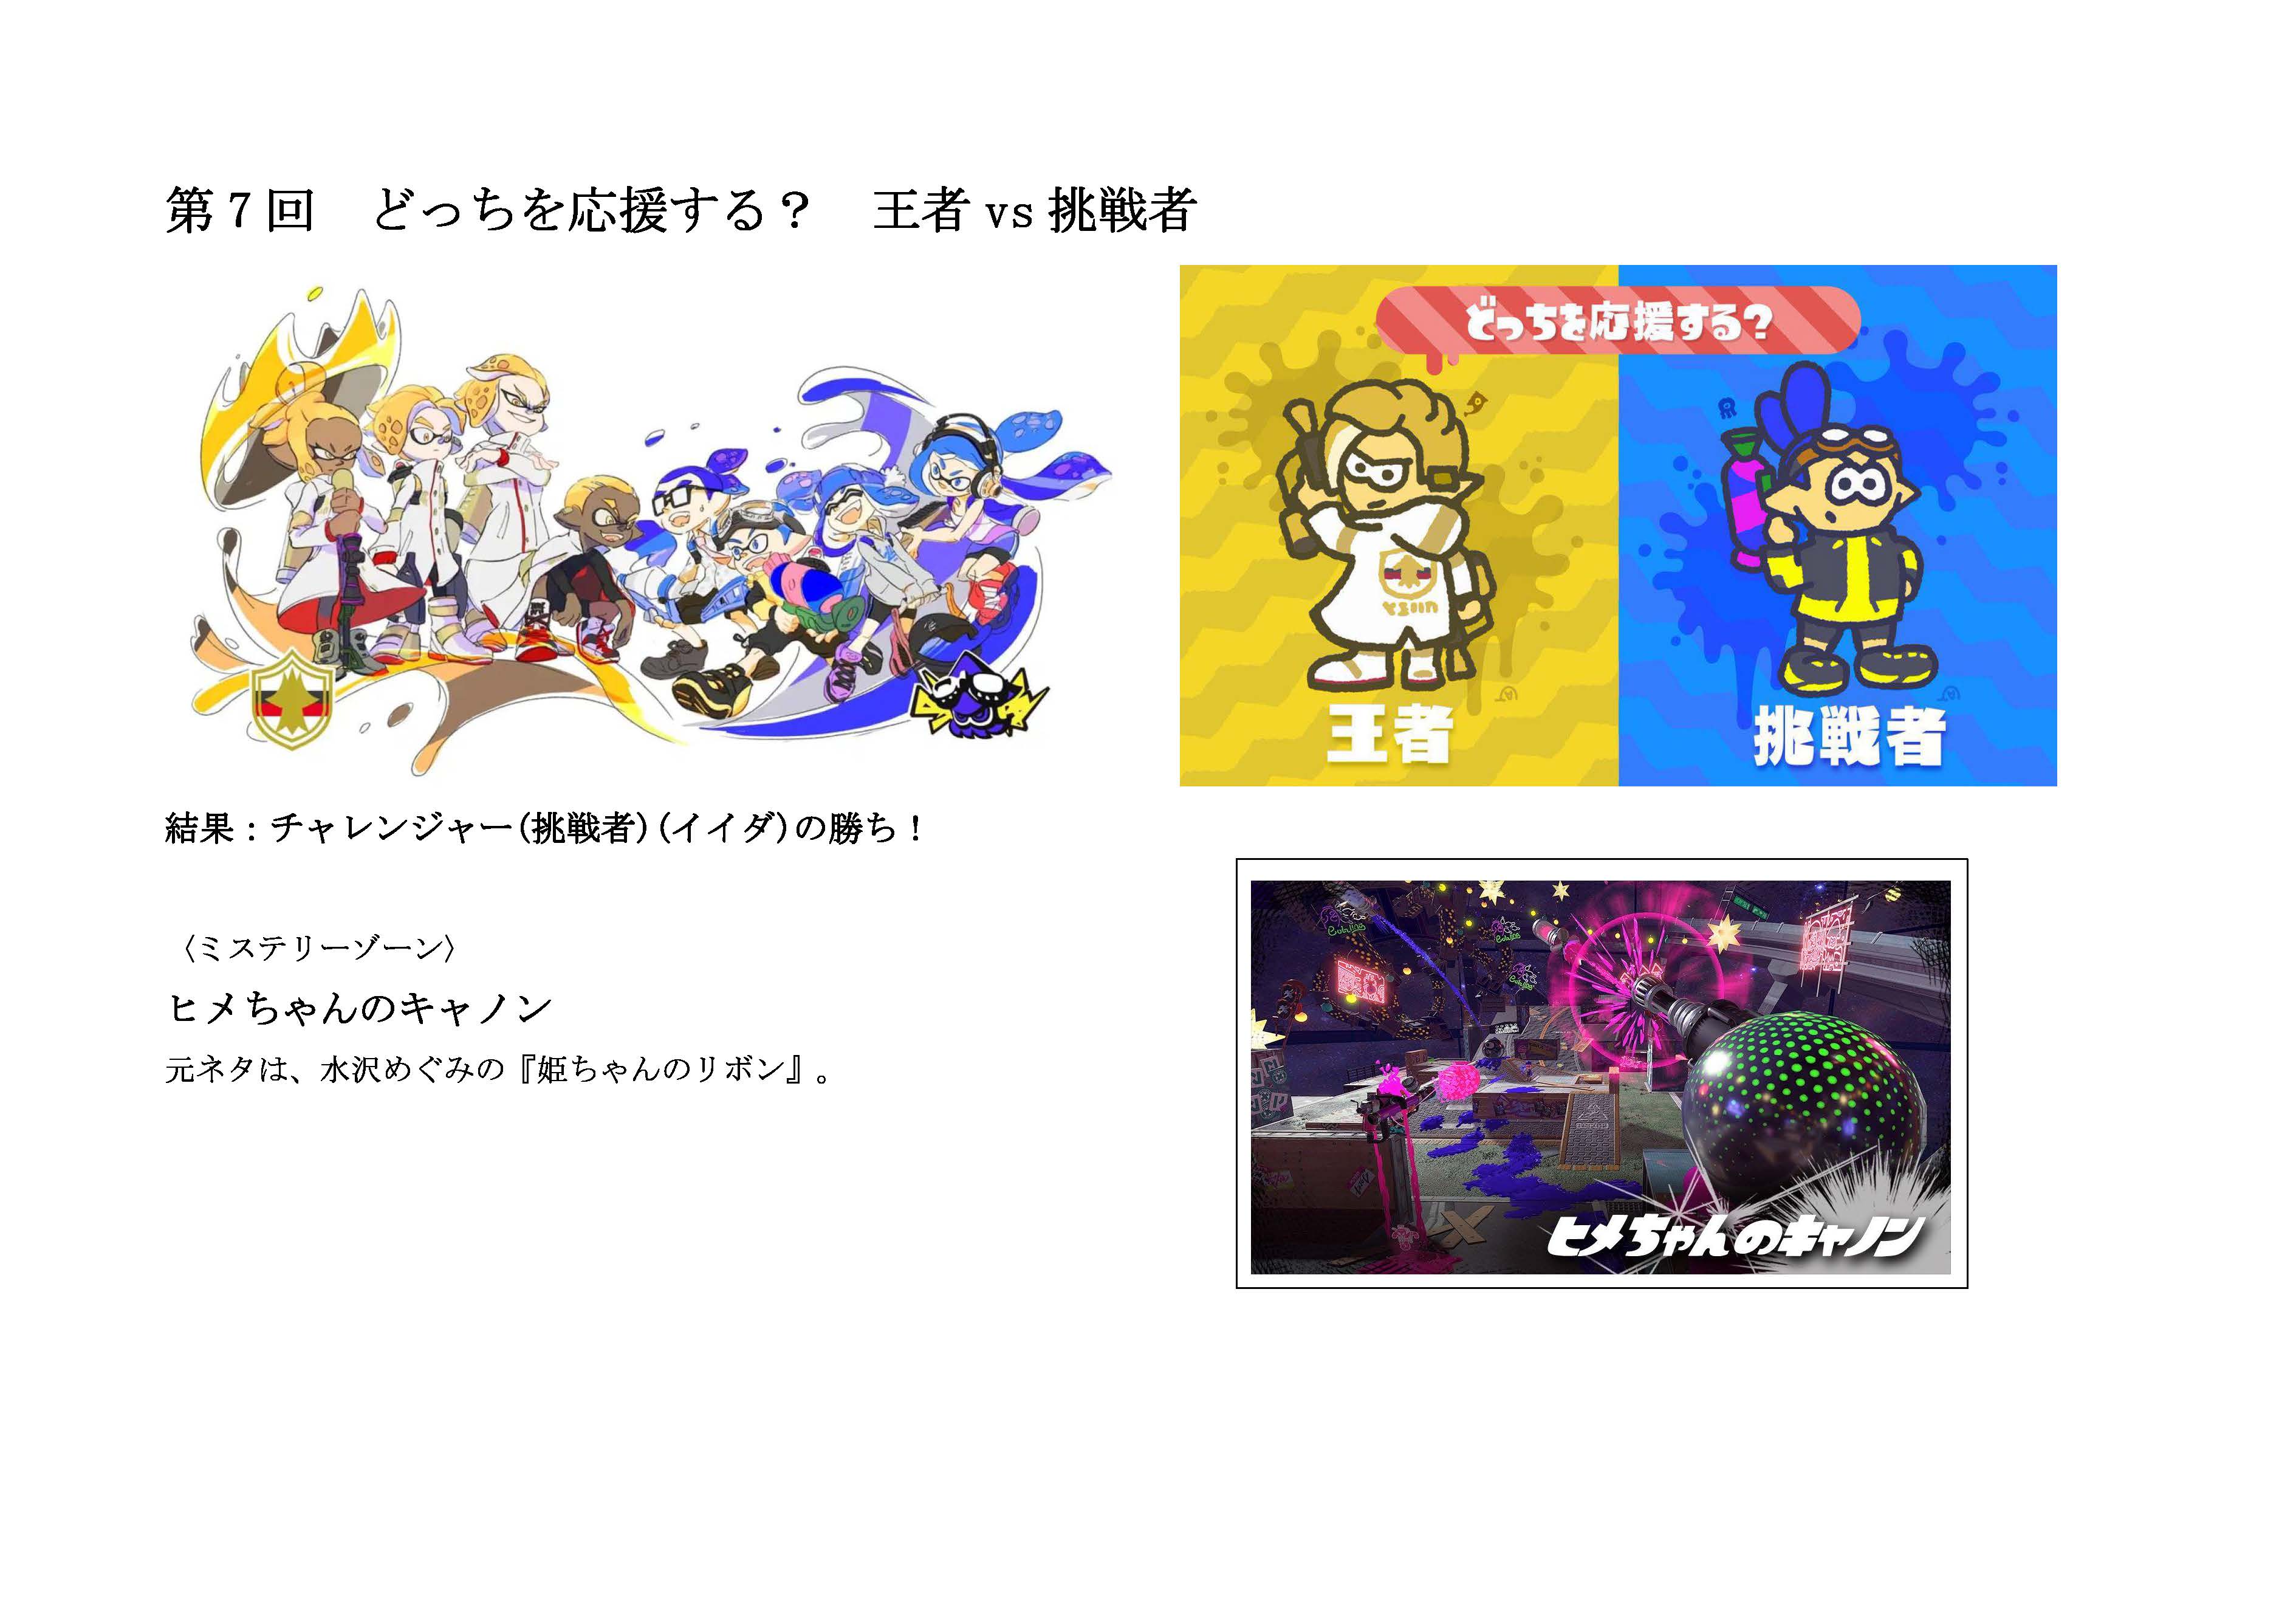 第7回　どっちを応援する？　王者vs挑戦者
どっちを応援する?
王者
挑戦者
結果：チャレンジャー(挑戦者)(イイダ)の勝ち！
〈ミステリーゾーン〉
ヒメちゃんのキャノン
元ネタは、水沢めぐみの『姫ちゃんのリボン』。
ヒメちゃんのキャノン